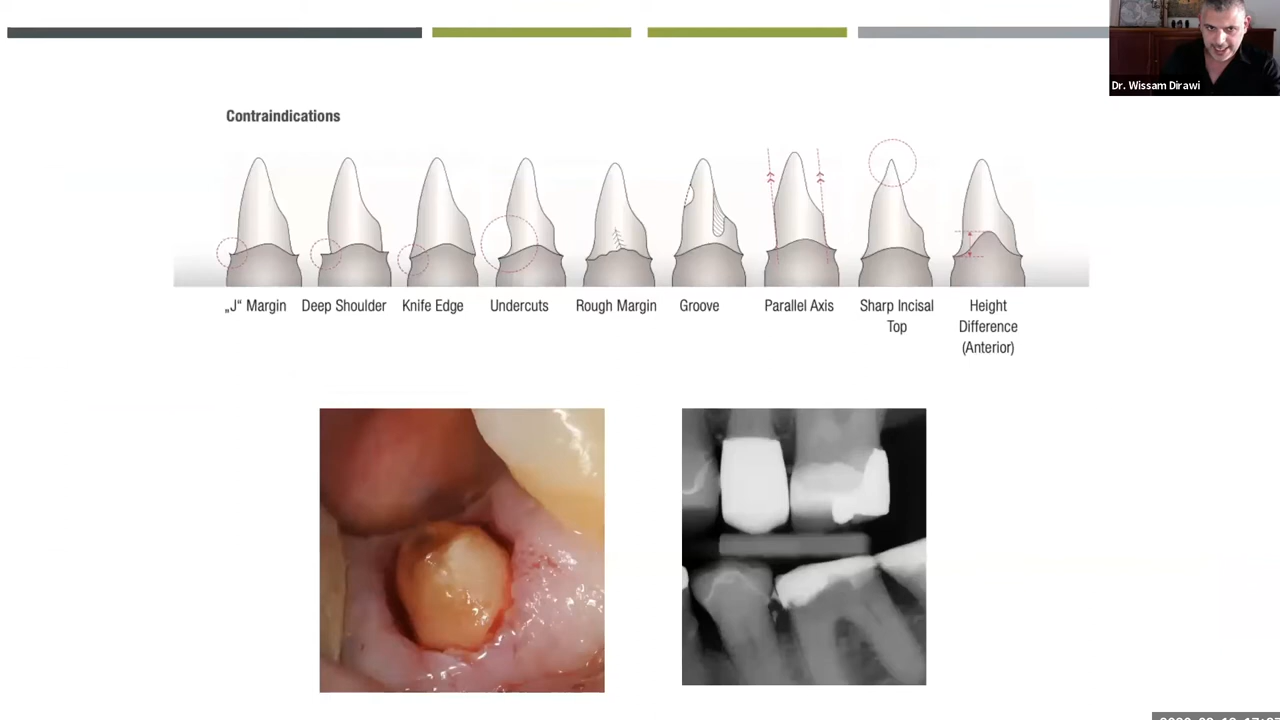 Dr. Wissam Dirawi
Contraindications
„J“ Margin
Deep Shoulder
Knife Edge
Undercuts
Rough Margin
Groove
Parallel Axis
Sharp Incisal
Top
Height
Difference
(Anterior)